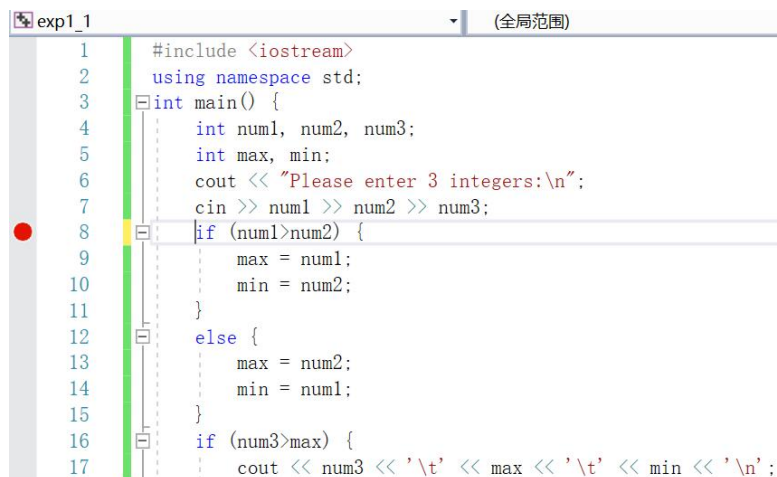 exp1_1 (全局范围)
1 #include <iostream>
2 using namespace std;
3 int main() {
4 int num1, num2, num3;
5 int max, min;
6 cout << "Please enter 3 integers:\n";
7 cin >> num1 >> num2 >> num3;
8 if (num1>num2) {
9 max = num1;
10 min = num2;
11 }
12 else {
13 max = num2;
14 min = num1;
15 }
16 if (num3>max) {
17 cout << num3 << '\t' << max << '\t' << min << '\n';